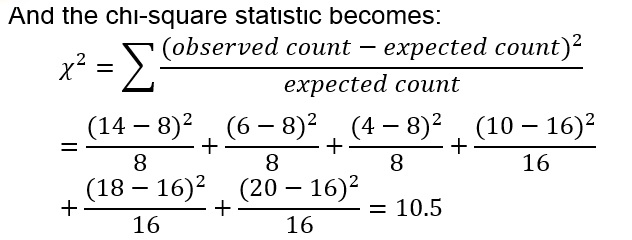 And the chi-square statistic becomes:
χ² = ∑ (observed count − expected count)² / expected count
= (14 − 8)² / 8 + (6 − 8)² / 8 + (4 − 8)² / 8 + (10 − 16)² / 16
+ (18 − 16)² / 16 + (20 − 16)² / 16 = 10.5